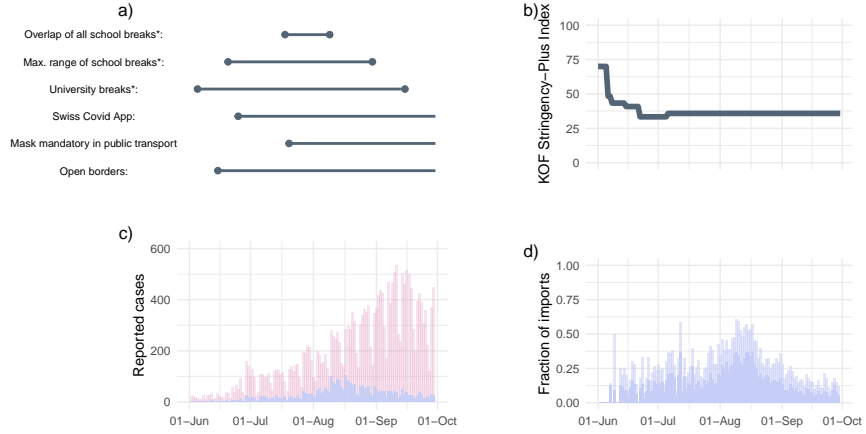 a)
Overlap of all school breaks*:
Max. range of school breaks*:
University breaks*:
Swiss Covid App:
Mask mandatory in public transport
Open borders:
b)
KOF Stringency–Plus Index
100
75
50
25
0
c)
Reported cases
600
400
200
0
01–Jun
01–Jul
01–Aug
01–Sep
01–Oct
d)
Fraction of imports
1.00
0.75
0.50
0.25
0.00
01–Jun
01–Jul
01–Aug
01–Sep
01–Oct